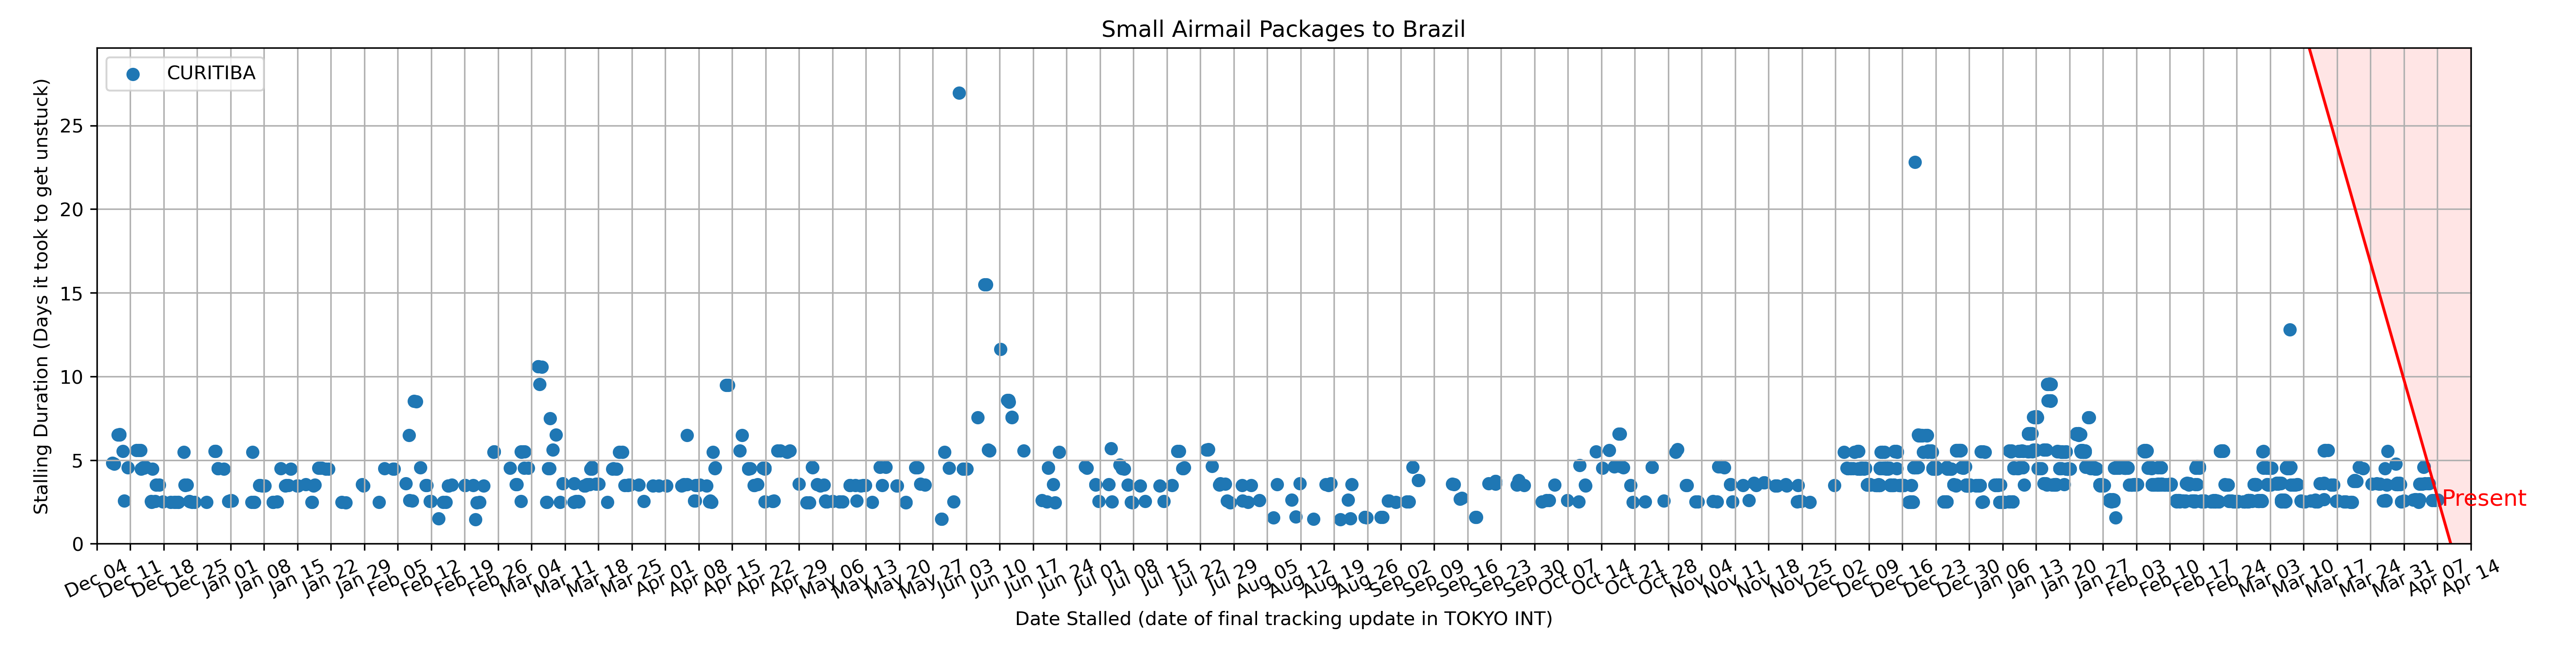 Small Airmail Packages to Brazil
CURITIBA
Stalling Duration (Days it took to get unstuck)
25
20
15
10
5
0
Present
Dec 04
Dec 11
Dec 18
Dec 25
Jan 01
Jan 08
Jan 15
Jan 22
Jan 29
Feb 05
Feb 12
Feb 19
Feb 26
Mar 04
Mar 11
Mar 18
Mar 25
Apr 01
Apr 08
Apr 15
Apr 22
Apr 29
May 06
May 13
May 20
May 27
Jun 03
Jun 10
Jun 17
Jun 24
Jul 01
Jul 08
Jul 15
Jul 22
Jul 29
Aug 05
Aug 12
Aug 19
Aug 26
Sep 02
Sep 09
Sep 16
Sep 23
Sep 30
Oct 07
Oct 14
Oct 21
Oct 28
Nov 04
Nov 11
Nov 18
Nov 25
Dec 02
Dec 09
Dec 16
Dec 23
Dec 30
Jan 06
Jan 13
Jan 20
Jan 27
Feb 03
Feb 10
Feb 17
Feb 24
Mar 03
Mar 10
Mar 17
Mar 24
Mar 31
Apr 07
Apr 14
Date Stalled (date of final tracking update in TOKYO INT)